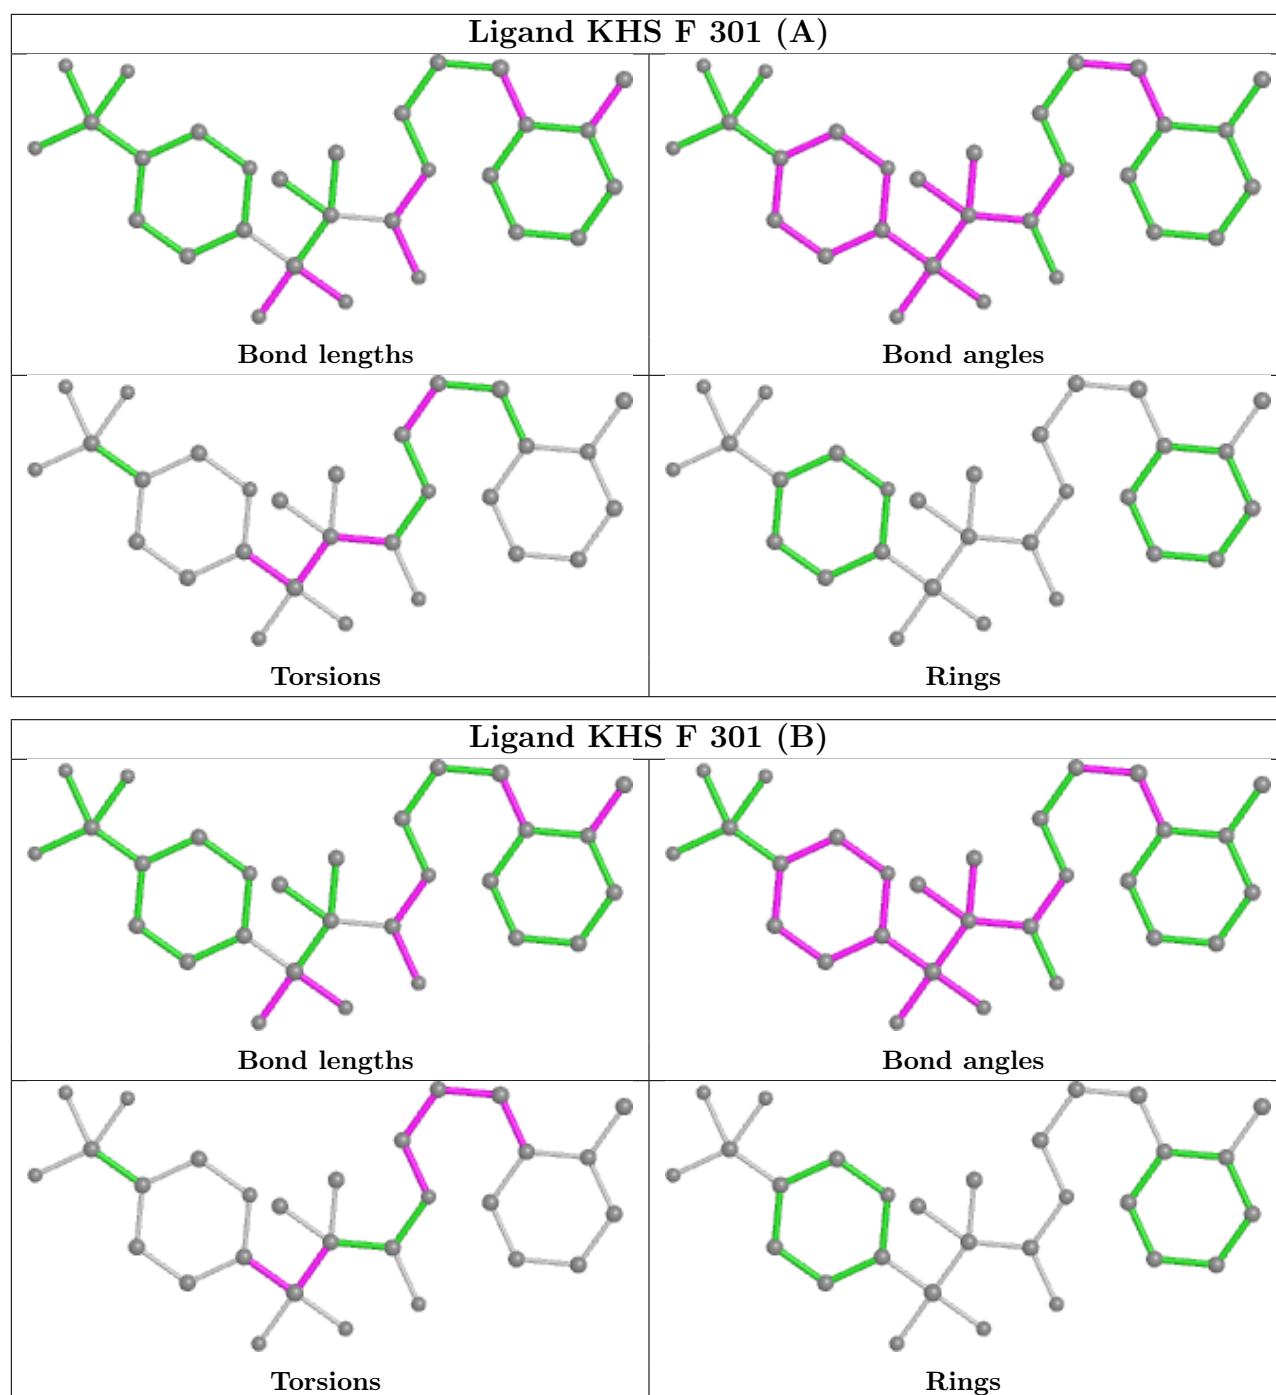 Ligand KHS F 301 (A)
Bond lengths
Bond angles
Torsions
Rings
Ligand KHS F 301 (B)
Bond lengths
Bond angles
Torsions
Rings